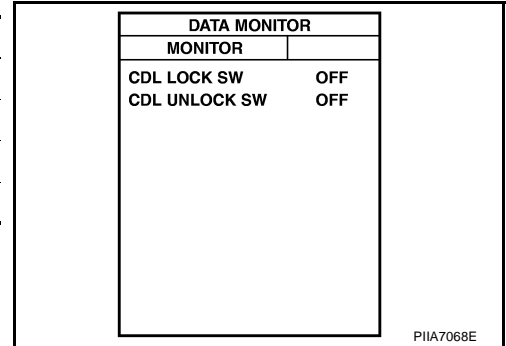 DATA MONITOR
MONITOR
CDL LOCK SW OFF
CDL UNLOCK SW OFF
PIIA7068E